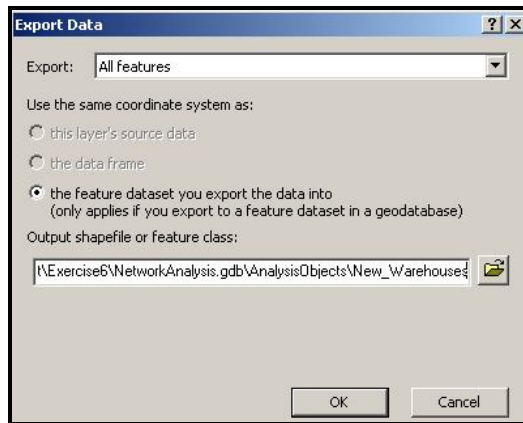 Export Data
Export: All features
Use the same coordinate system as:
this layer's source data
the data frame
the feature dataset you export the data into
(only applies if you export to a feature dataset in a geodatabase)
Output shapefile or feature class:
t\Exercise6\NetworkAnalysis.gdb\AnalysisObjects\New_Warehouses
OK Cancel